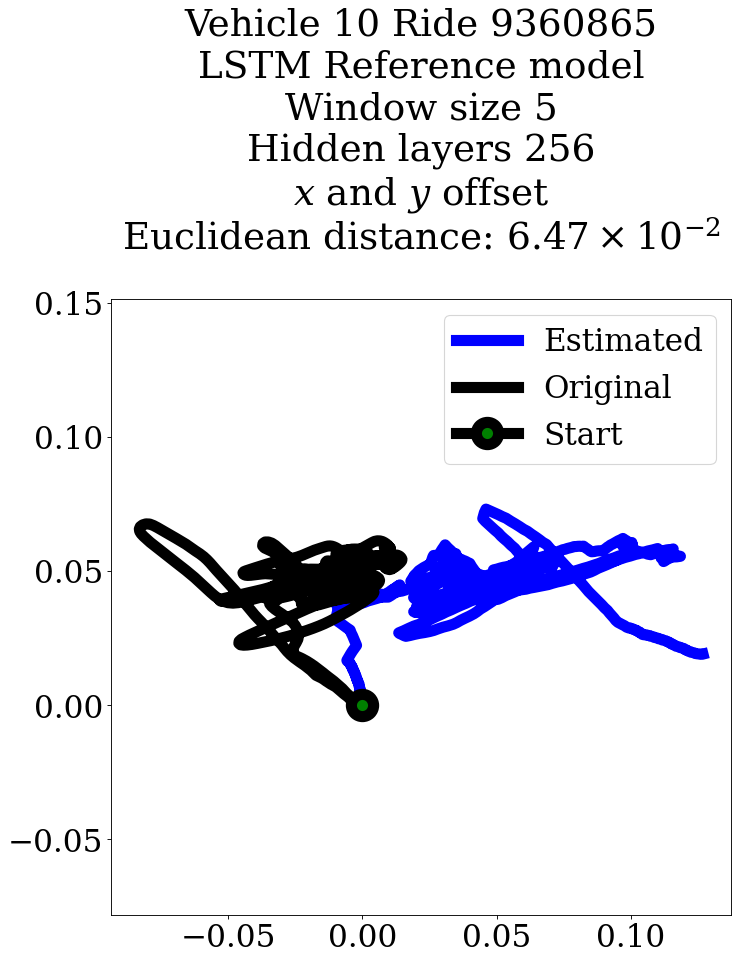 Vehicle 10 Ride 9360865
LSTM Reference model
Window size 5
Hidden layers 256
x and y offset
Euclidean distance: 6.47 × 10⁻²
0.15
0.10
0.05
0.00
−0.05
Estimated
Original
Start
−0.05 0.00 0.05 0.10